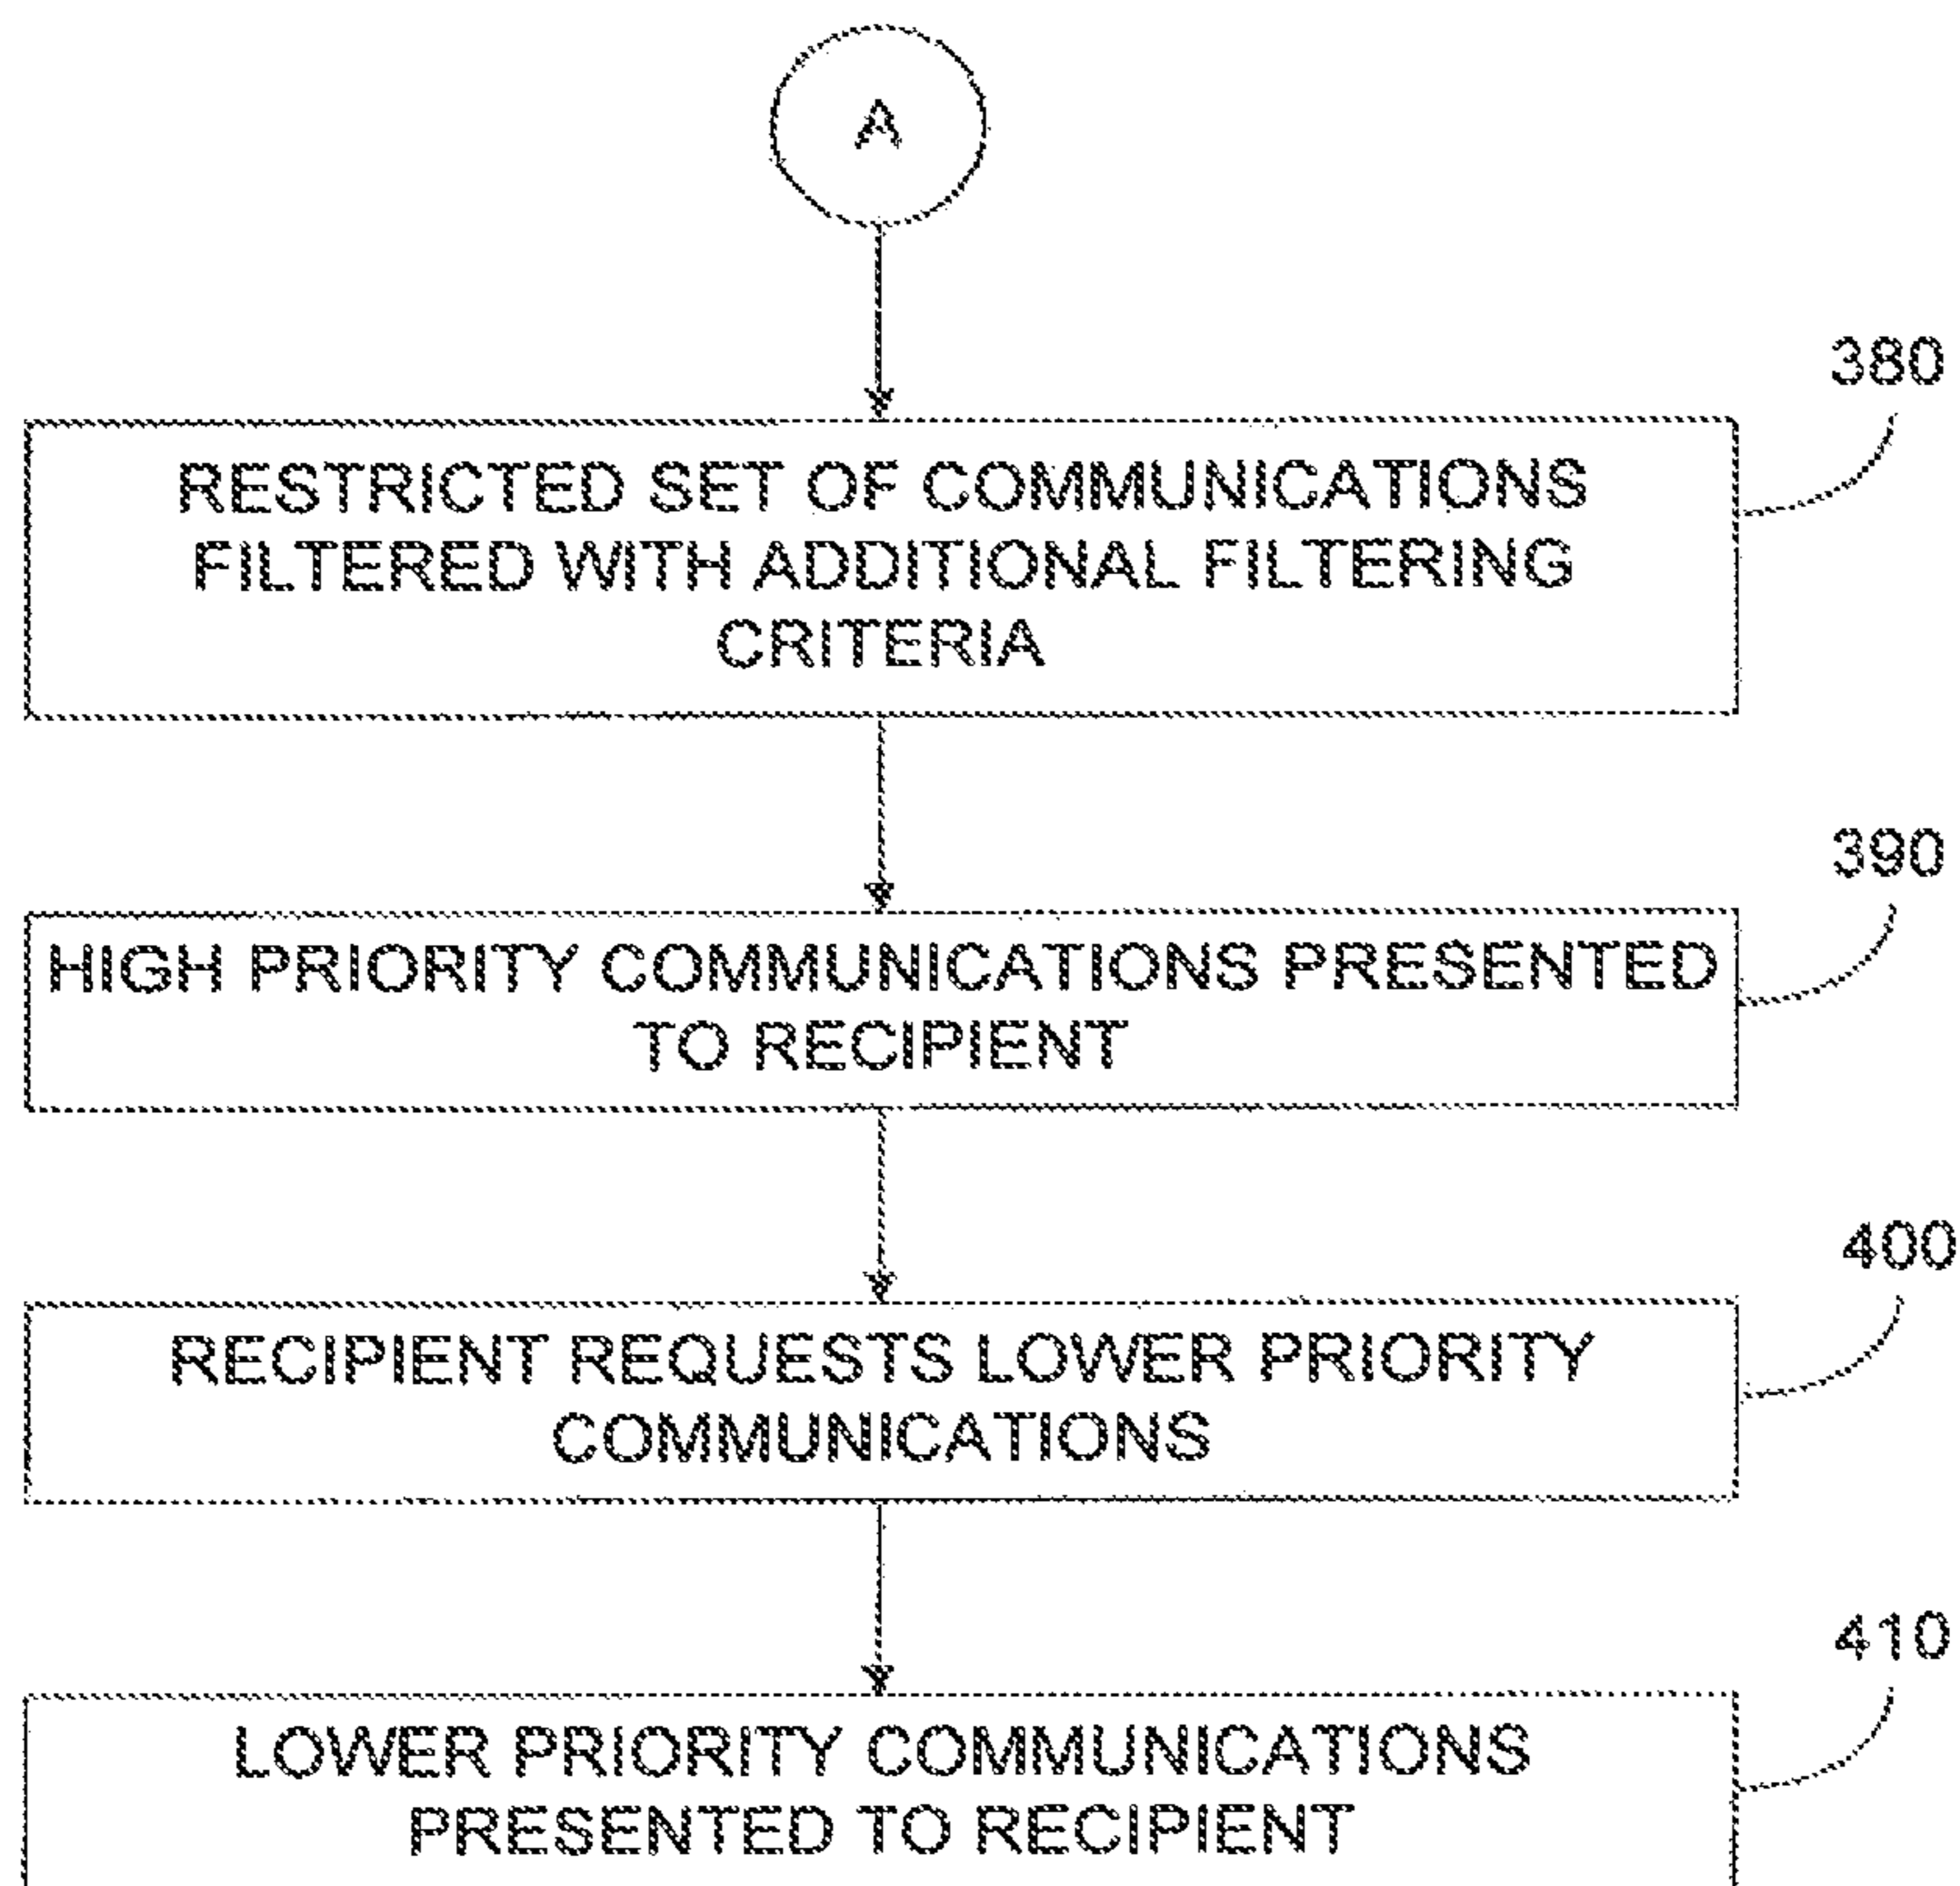 A
380
RESTRICTED SET OF COMMUNICATIONS
FILTERED WITH ADDITIONAL FILTERING
CRITERIA
390
HIGH PRIORITY COMMUNICATIONS PRESENTED
TO RECIPIENT
400
RECIPIENT REQUESTS LOWER PRIORITY
COMMUNICATIONS
410
LOWER PRIORITY COMMUNICATIONS
PRESENTED TO RECIPIENT